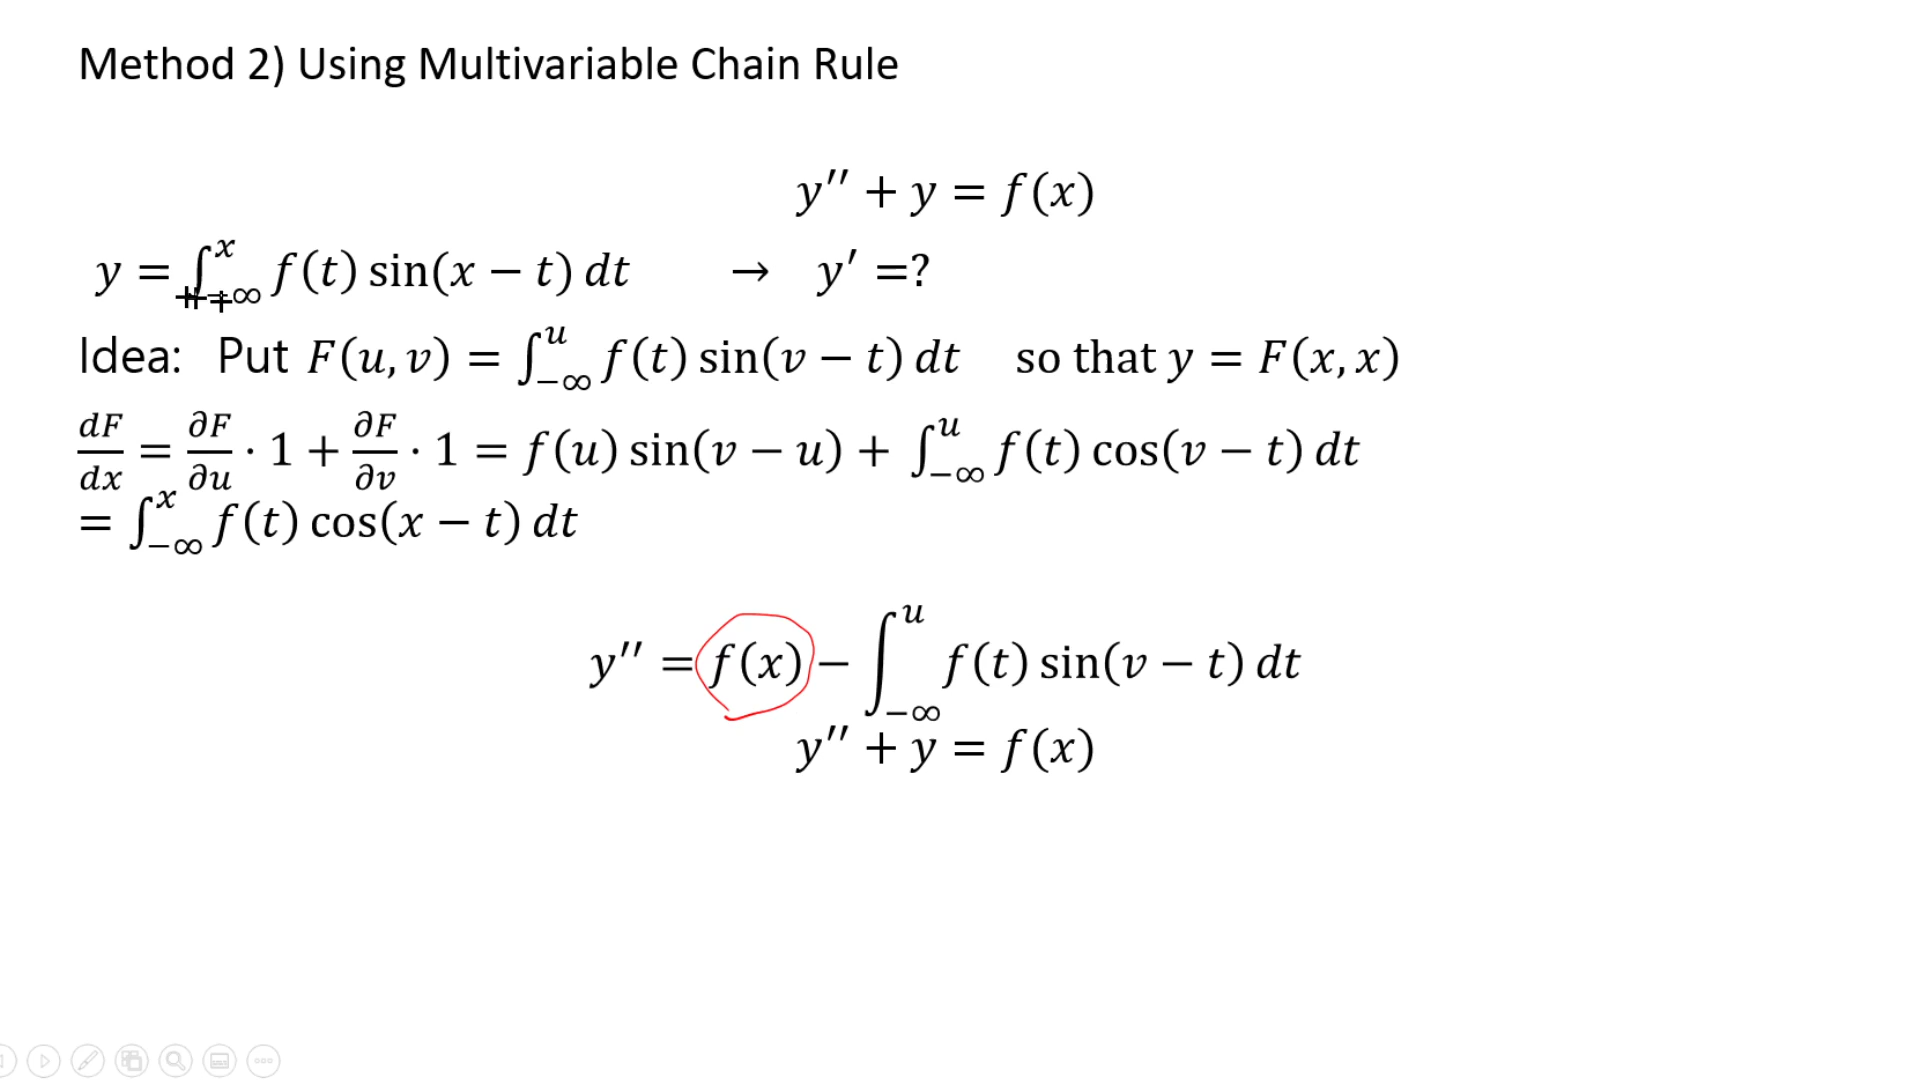 Method 2) Using Multivariable Chain Rule
y′′ + y = f(x)
y = ∫_{−∞}^{x} f(t) sin(x − t) dt → y′ =?
Idea: Put F(u, v) = ∫_{−∞}^{u} f(t) sin(v − t) dt so that y = F(x, x)
dF/dx = ∂F/∂u · 1 + ∂F/∂v · 1 = f(u) sin(v − u) + ∫_{−∞}^{u} f(t) cos(v − t) dt
= ∫_{−∞}^{x} f(t) cos(x − t) dt
y′′ = f(x) − ∫_{−∞}^{u} f(t) sin(v − t) dt
y′′ + y = f(x)